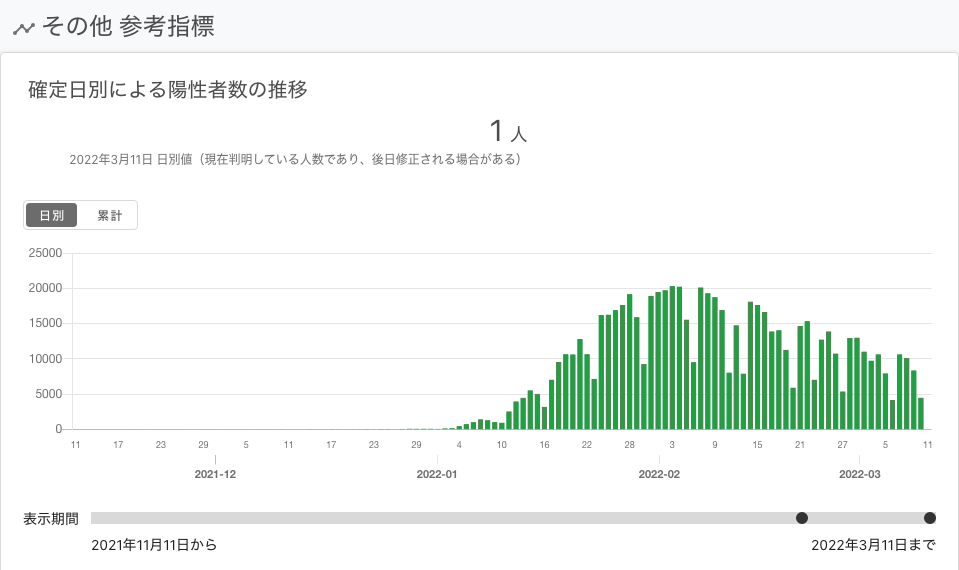 その他 参考指標
確定日別による陽性者数の推移
1 人
2022年3月11日 日別値（現在判明している人数であり、後日修正される場合がある）
日別 累計
25000
20000
15000
10000
5000
0
11 17 23 29 5 11 17 23 29 4 10 16 22 28 3 9 15 21 27 5 11
2021-12 2022-01 2022-02 2022-03
表示期間
2021年11月11日から 2022年3月11日まで